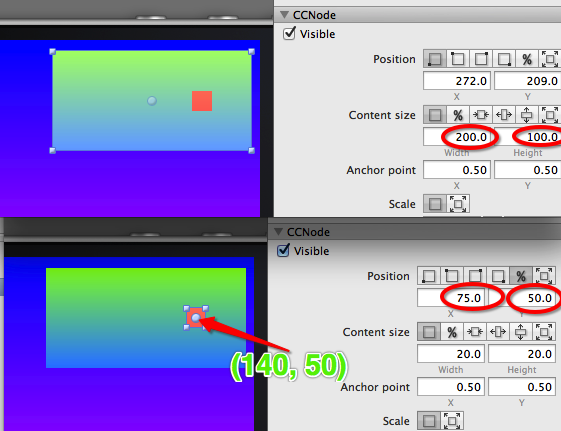 CCNode
Visible
Position
%
272.0 209.0
X Y
Content size
%
200.0 100.0
Width Height
Anchor point 0.50 0.50
X Y
Scale
CCNode
Visible
Position
%
75.0 50.0
X Y
(140, 50)
Content size
%
20.0 20.0
Width Height
Anchor point 0.50 0.50
X Y
Scale